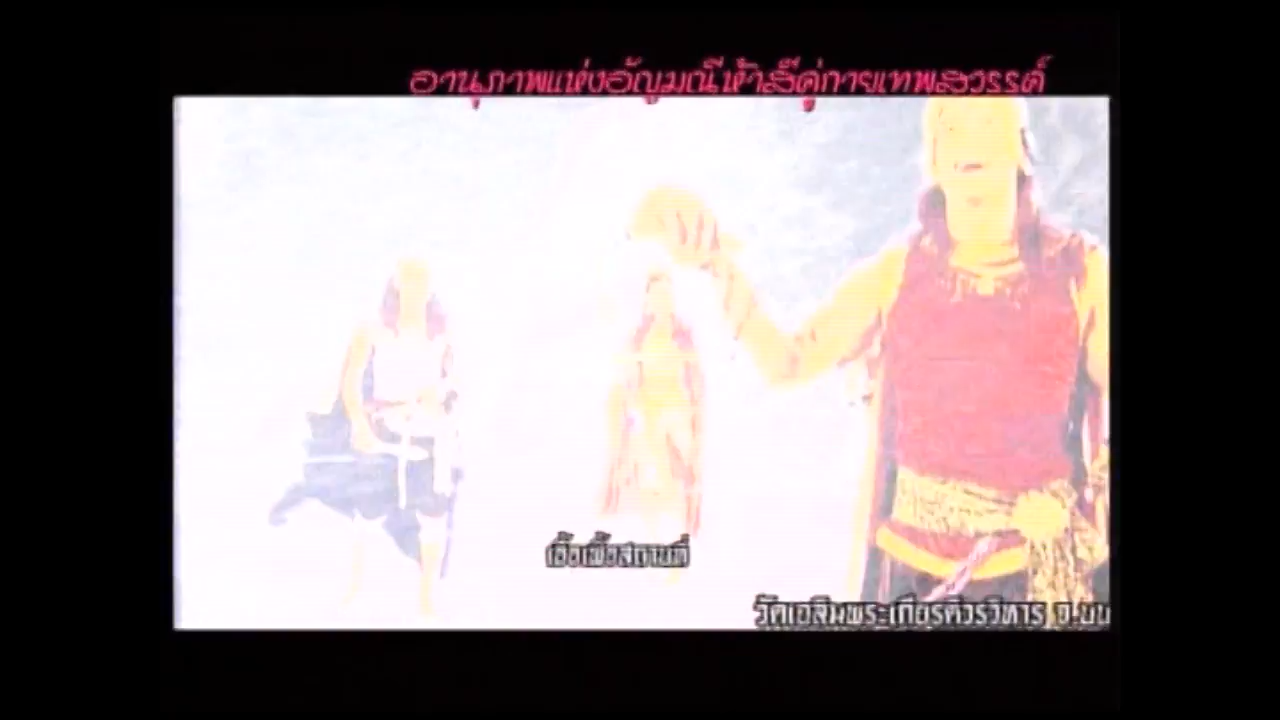 อานุภาพแห่งอัญมณีห้าสีคู่กายเทพสวรรค์
เอื้อเฟื้อสถานที่
วัดเฉลิมพระเกียรติวรวิหาร จ.นน